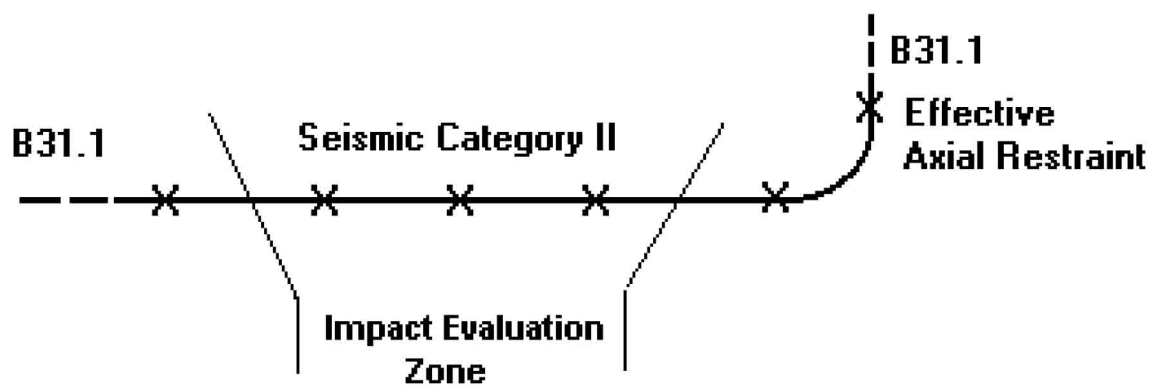 B31.1
Effective
Axial Restraint
B31.1
Seismic Category II
Impact Evaluation
Zone